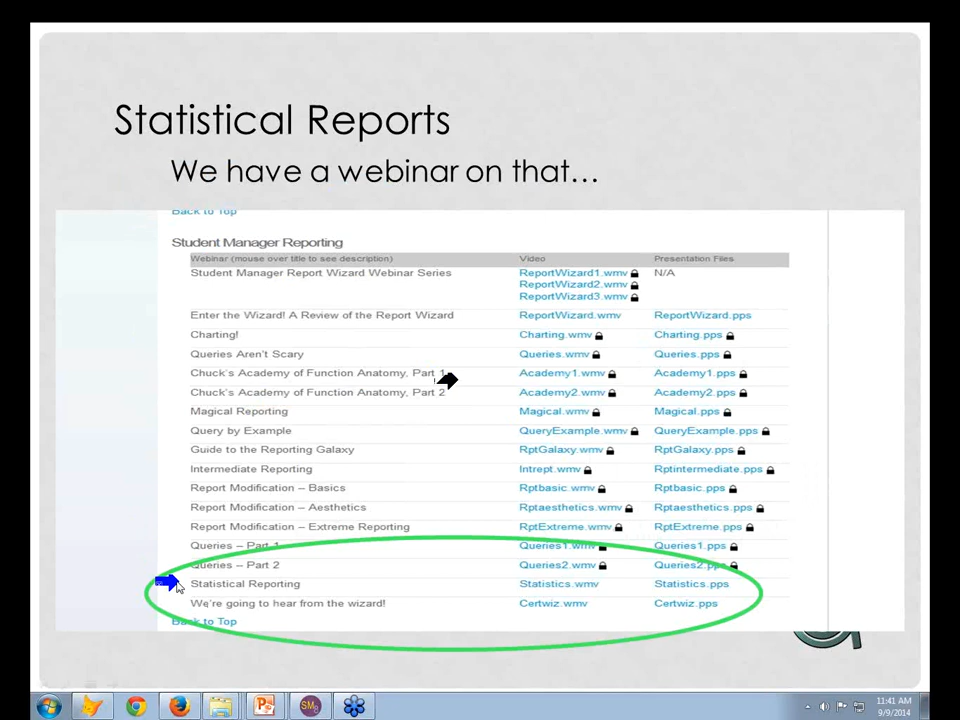 Statistical Reports
We have a webinar on that...
Back to Top
Student Manager Reporting
Webinar (mouse over title to see description) Video Presentation Files
Student Manager Report Wizard Webinar Series ReportWizard1.wmv N/A
ReportWizard2.wmv
ReportWizard3.wmv
Enter the Wizard! A Review of the Report Wizard ReportWizard.wmv ReportWizard.pps
Charting! Charting.wmv Charting.pps
Queries Aren't Scary Queries.wmv Queries.pps
Chuck's Academy of Function Anatomy, Part 1 Academy1.wmv Academy1.pps
Chuck's Academy of Function Anatomy, Part 2 Academy2.wmv Academy2.pps
Magical Reporting Magical.wmv Magical.pps
Query by Example QueryExample.wmv QueryExample.pps
Guide to the Reporting Galaxy RptGalaxy.wmv RptGalaxy.pps
Intermediate Reporting Intrept.wmv Rptintermediate.pps
Report Modification – Basics Rptbasic.wmv Rptbasic.pps
Report Modification – Aesthetics Rptaesthetics.wmv Rptaesthetics.pps
Report Modification – Extreme Reporting RptExtreme.wmv RptExtreme.pps
Queries – Part 1 Queries1.wmv Queries1.pps
Queries – Part 2 Queries2.wmv Queries2.pps
Statistical Reporting Statistics.wmv Statistics.pps
We're going to hear from the wizard! Certwiz.wmv Certwiz.pps
Back to Top
SM
11:41 AM
9/9/2014